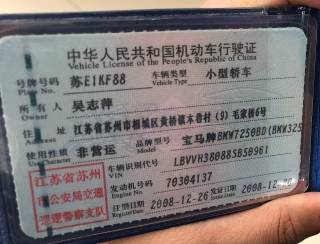 中华人民共和国机动车行驶证
Vehicle License of the People's Republic of China
号牌号码 苏E1KF88 车辆类型 小型轿车
Plate No. Vehicle Type
所有人 吴志萍
Owner
住址 江苏省苏州市相城区黄桥镇木巷村(9)毛家桥6号
Address
使用性质 非营运 品牌型号 宝马牌BMW7250BD(BMW325
Use Character Model
江苏省苏州市公安局交通管理警察支队
车辆识别代号 LBVVH38088SB50961
VIN
发动机号码 70304137
Engine No.
注册日期 2008-12-26 发证日期 2008-12-
Register Date Issue Date